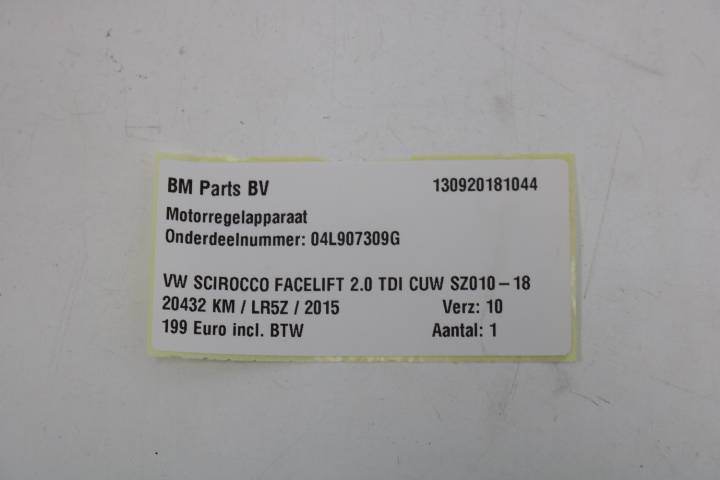 BM Parts BV 130920181044
Motorregelapparaat
Onderdeelnummer: 04L907309G
VW SCIROCCO FACELIFT 2.0 TDI CUW SZ010-18
20432 KM / LR5Z / 2015 Verz: 10
199 Euro incl. BTW Aantal: 1